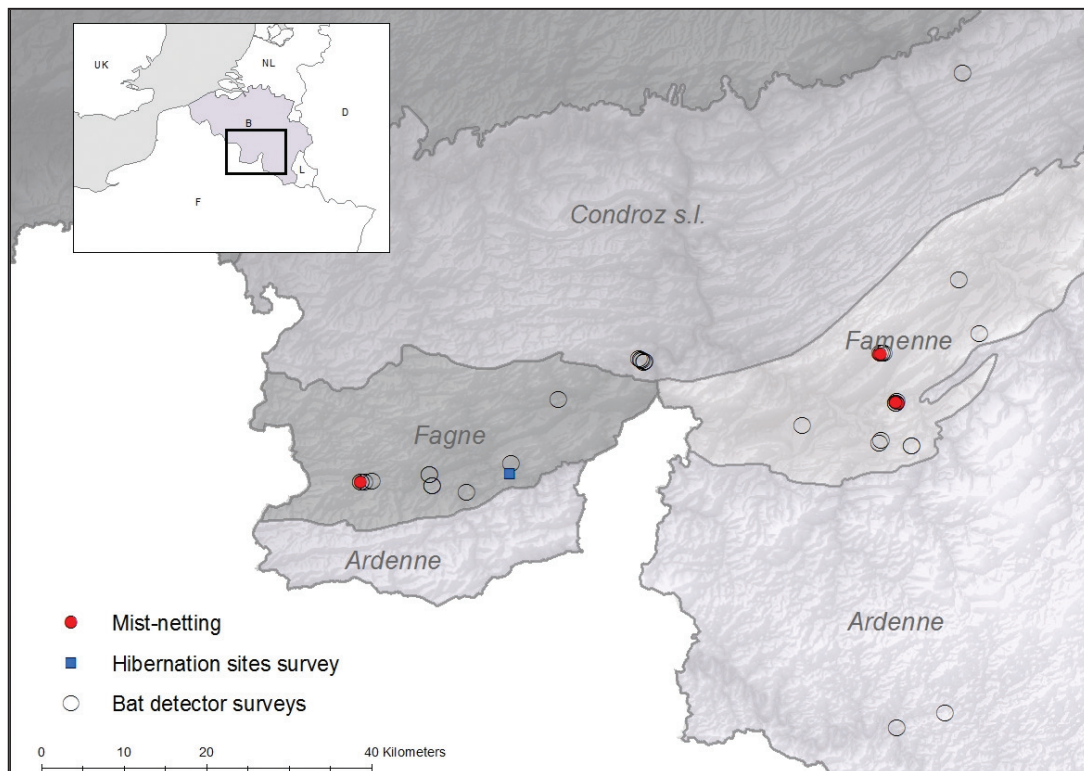 UK
NL
B
D
L
F
Condroz s.l.
Famenne
Fagne
Ardenne
Ardenne
Mist-netting
Hibernation sites survey
Bat detector surveys
0 10 20 40 Kilometers